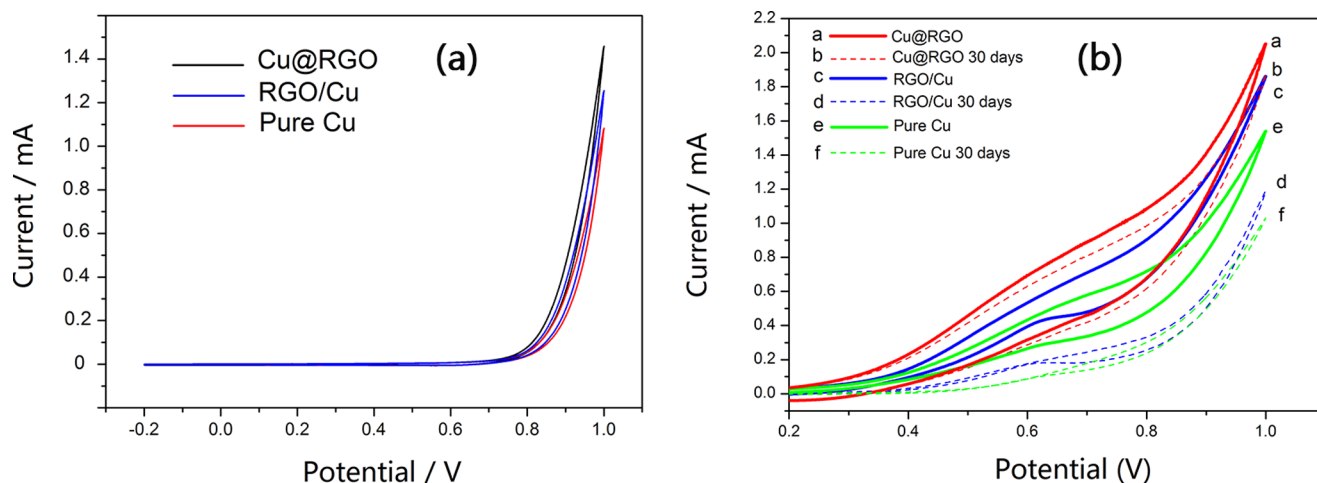 (a)
Cu@RGO
RGO/Cu
Pure Cu
Current / mA
1.4
1.2
1.0
0.8
0.6
0.4
0.2
0
-0.2
0.0
0.2
0.4
0.6
0.8
1.0
Potential / V
(b)
a Cu@RGO
b Cu@RGO 30 days
c RGO/Cu
d RGO/Cu 30 days
e Pure Cu
f Pure Cu 30 days
Current / mA
2.2
2.0
1.8
1.6
1.4
1.2
1.0
0.8
0.6
0.4
0.2
0.0
a
b
c
e
d
f
0.2
0.4
0.6
0.8
1.0
Potential (V)